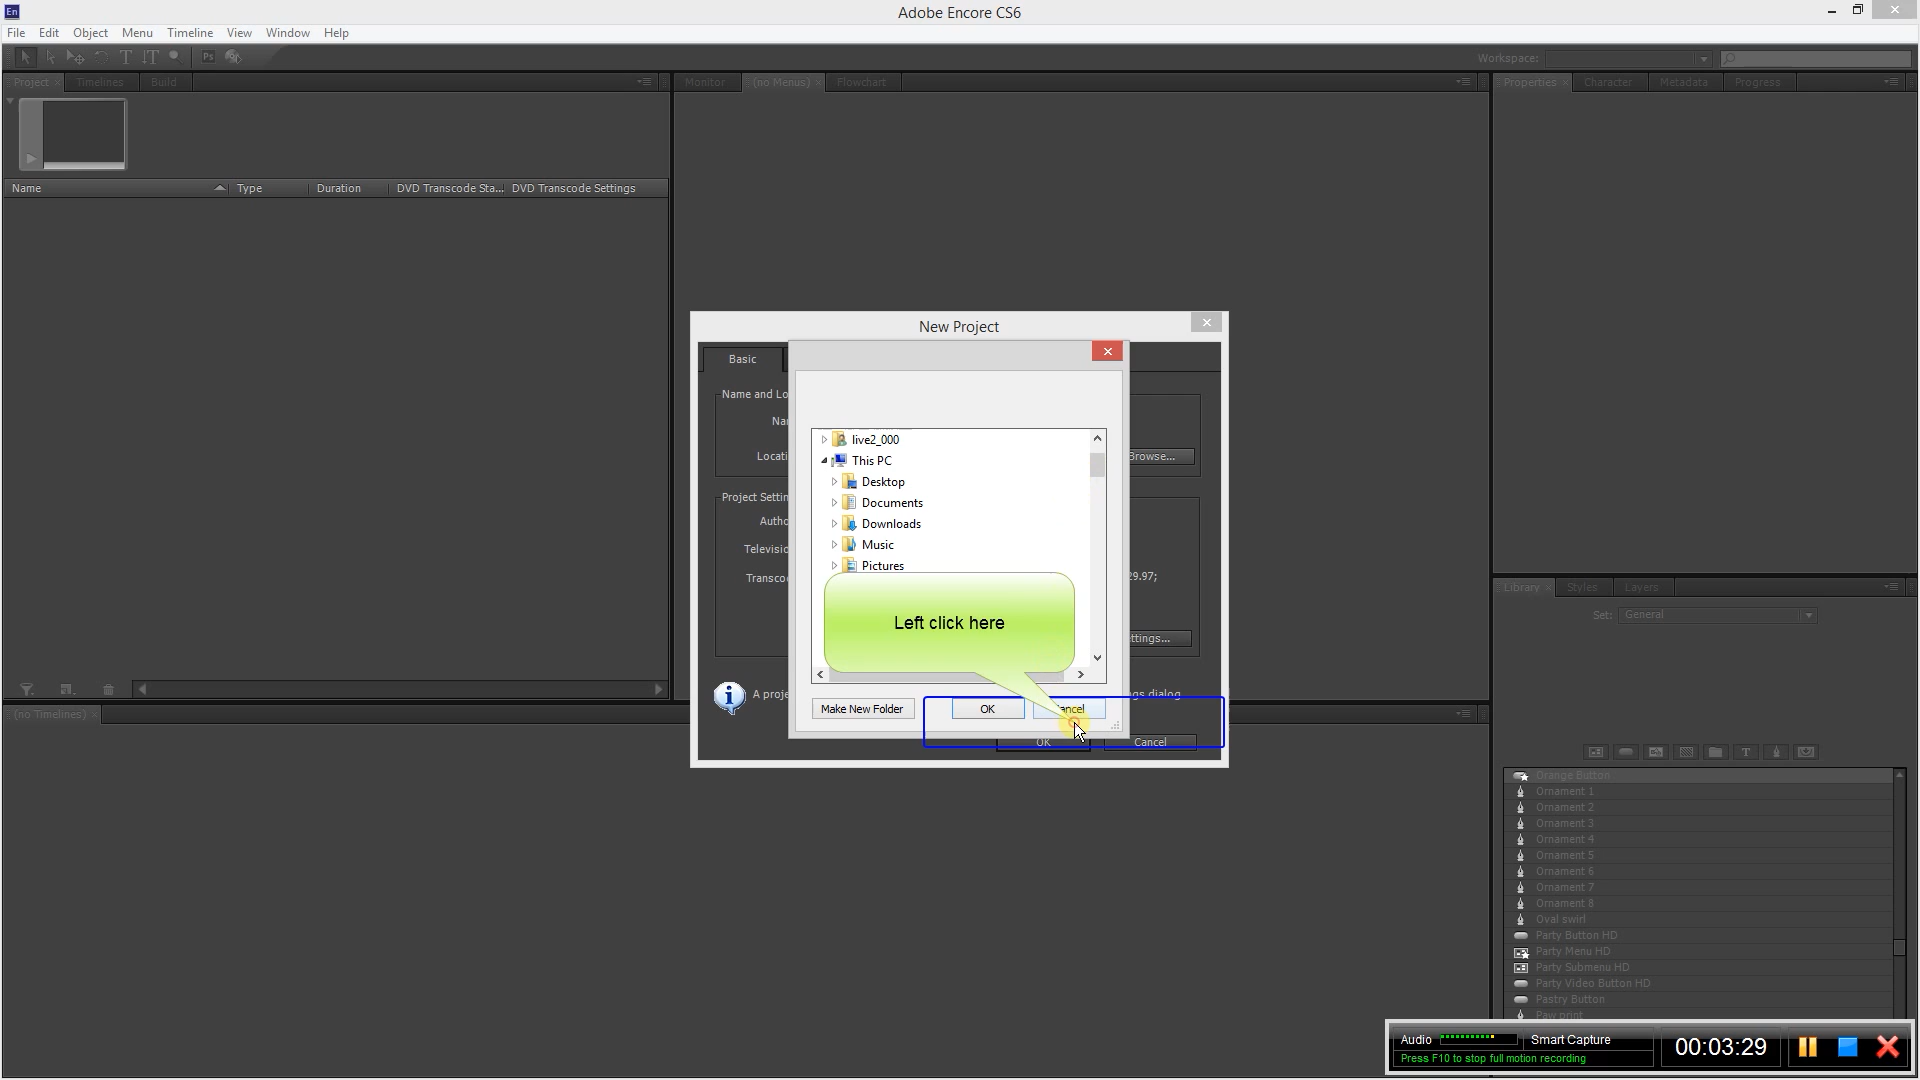 En
Adobe Encore CS6
File Edit Object Menu Timeline View Window Help
T T Ps
Workspace:
Project Timelines Build
Monitor (no Menus) Flowchart
Properties Character Metadata Progress
Name Type Duration DVD Transcode Sta... DVD Transcode Settings
New Project
Basic
Name and Lo
Na
live2_000
Locati
Browse...
This PC
Desktop
Project Settin
Documents
Autho
Downloads
Televisio
Music
Pictures
Transco
29.97;
Left click here
ettings...
A proje
gs dialog
Make New Folder OK ancel
OK Cancel
(no Timelines)
Library Styles Layers
Set: General
T
Orange Button
Ornament 1
Ornament 2
Ornament 3
Ornament 4
Ornament 5
Ornament 6
Ornament 7
Ornament 8
Oval swirl
Party Button HD
Party Menu HD
Party Submenu HD
Party Video Button HD
Pastry Button
Paw print
Audio Smart Capture
00:03:29
Press F10 to stop full motion recording